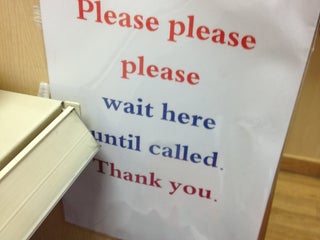 Please please
please
wait here
until called.
Thank you.